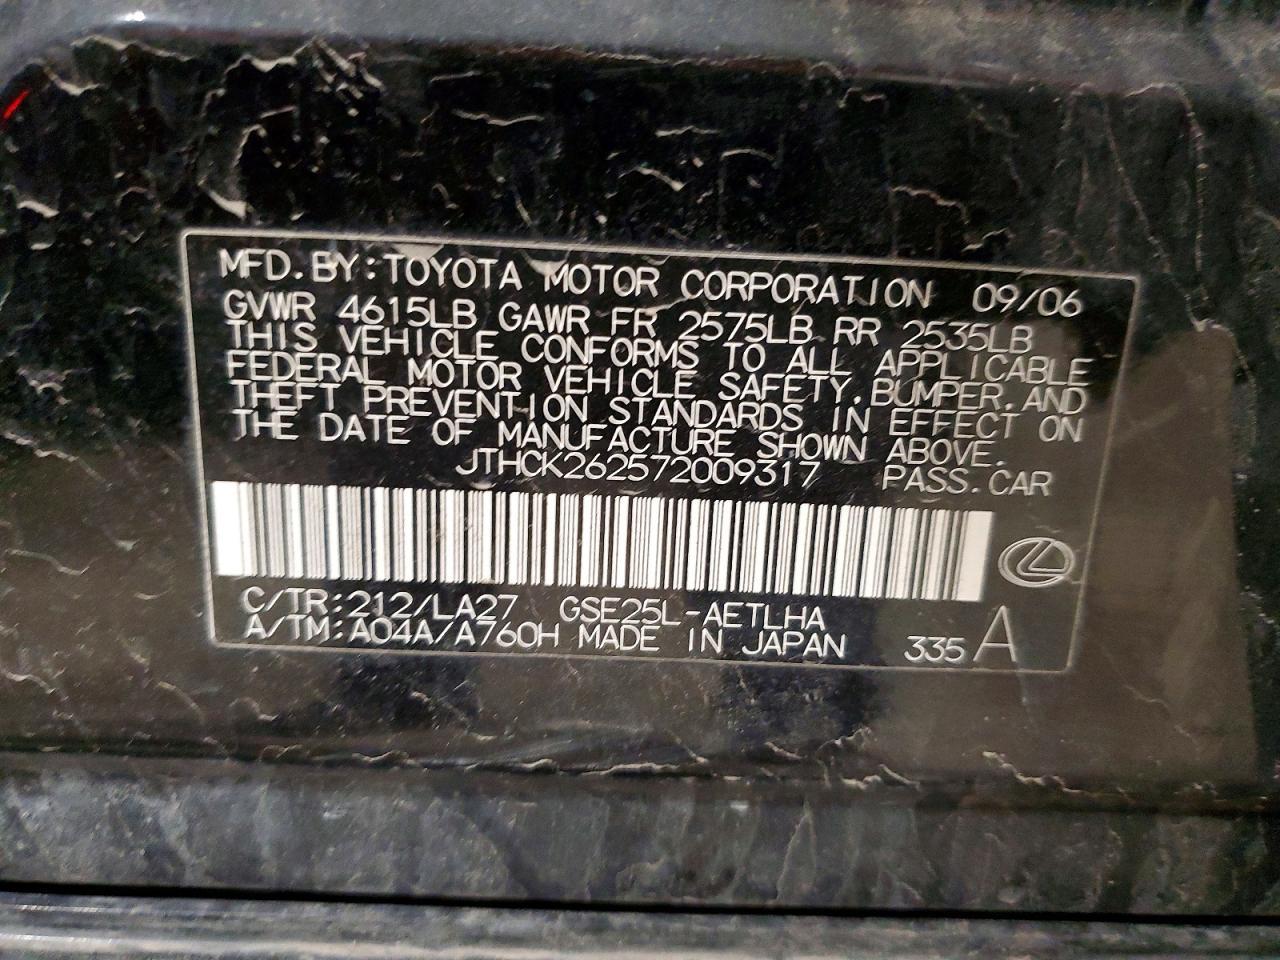 MFD.BY:TOYOTA MOTOR CORPORATION 09/06
GVWR 4615LB GAWR FR 2575LB RR 2535LB
THIS VEHICLE CONFORMS TO ALL APPLICABLE
FEDERAL MOTOR VEHICLE SAFETY, BUMPER, AND
THEFT PREVENTION STANDARDS IN EFFECT ON
THE DATE OF MANUFACTURE SHOWN ABOVE.
JTHCK262572009317 PASS.CAR
C/TR:212/LA27 GSE25L-AETLHA
A/TM:A04A/A760H MADE IN JAPAN 335 A